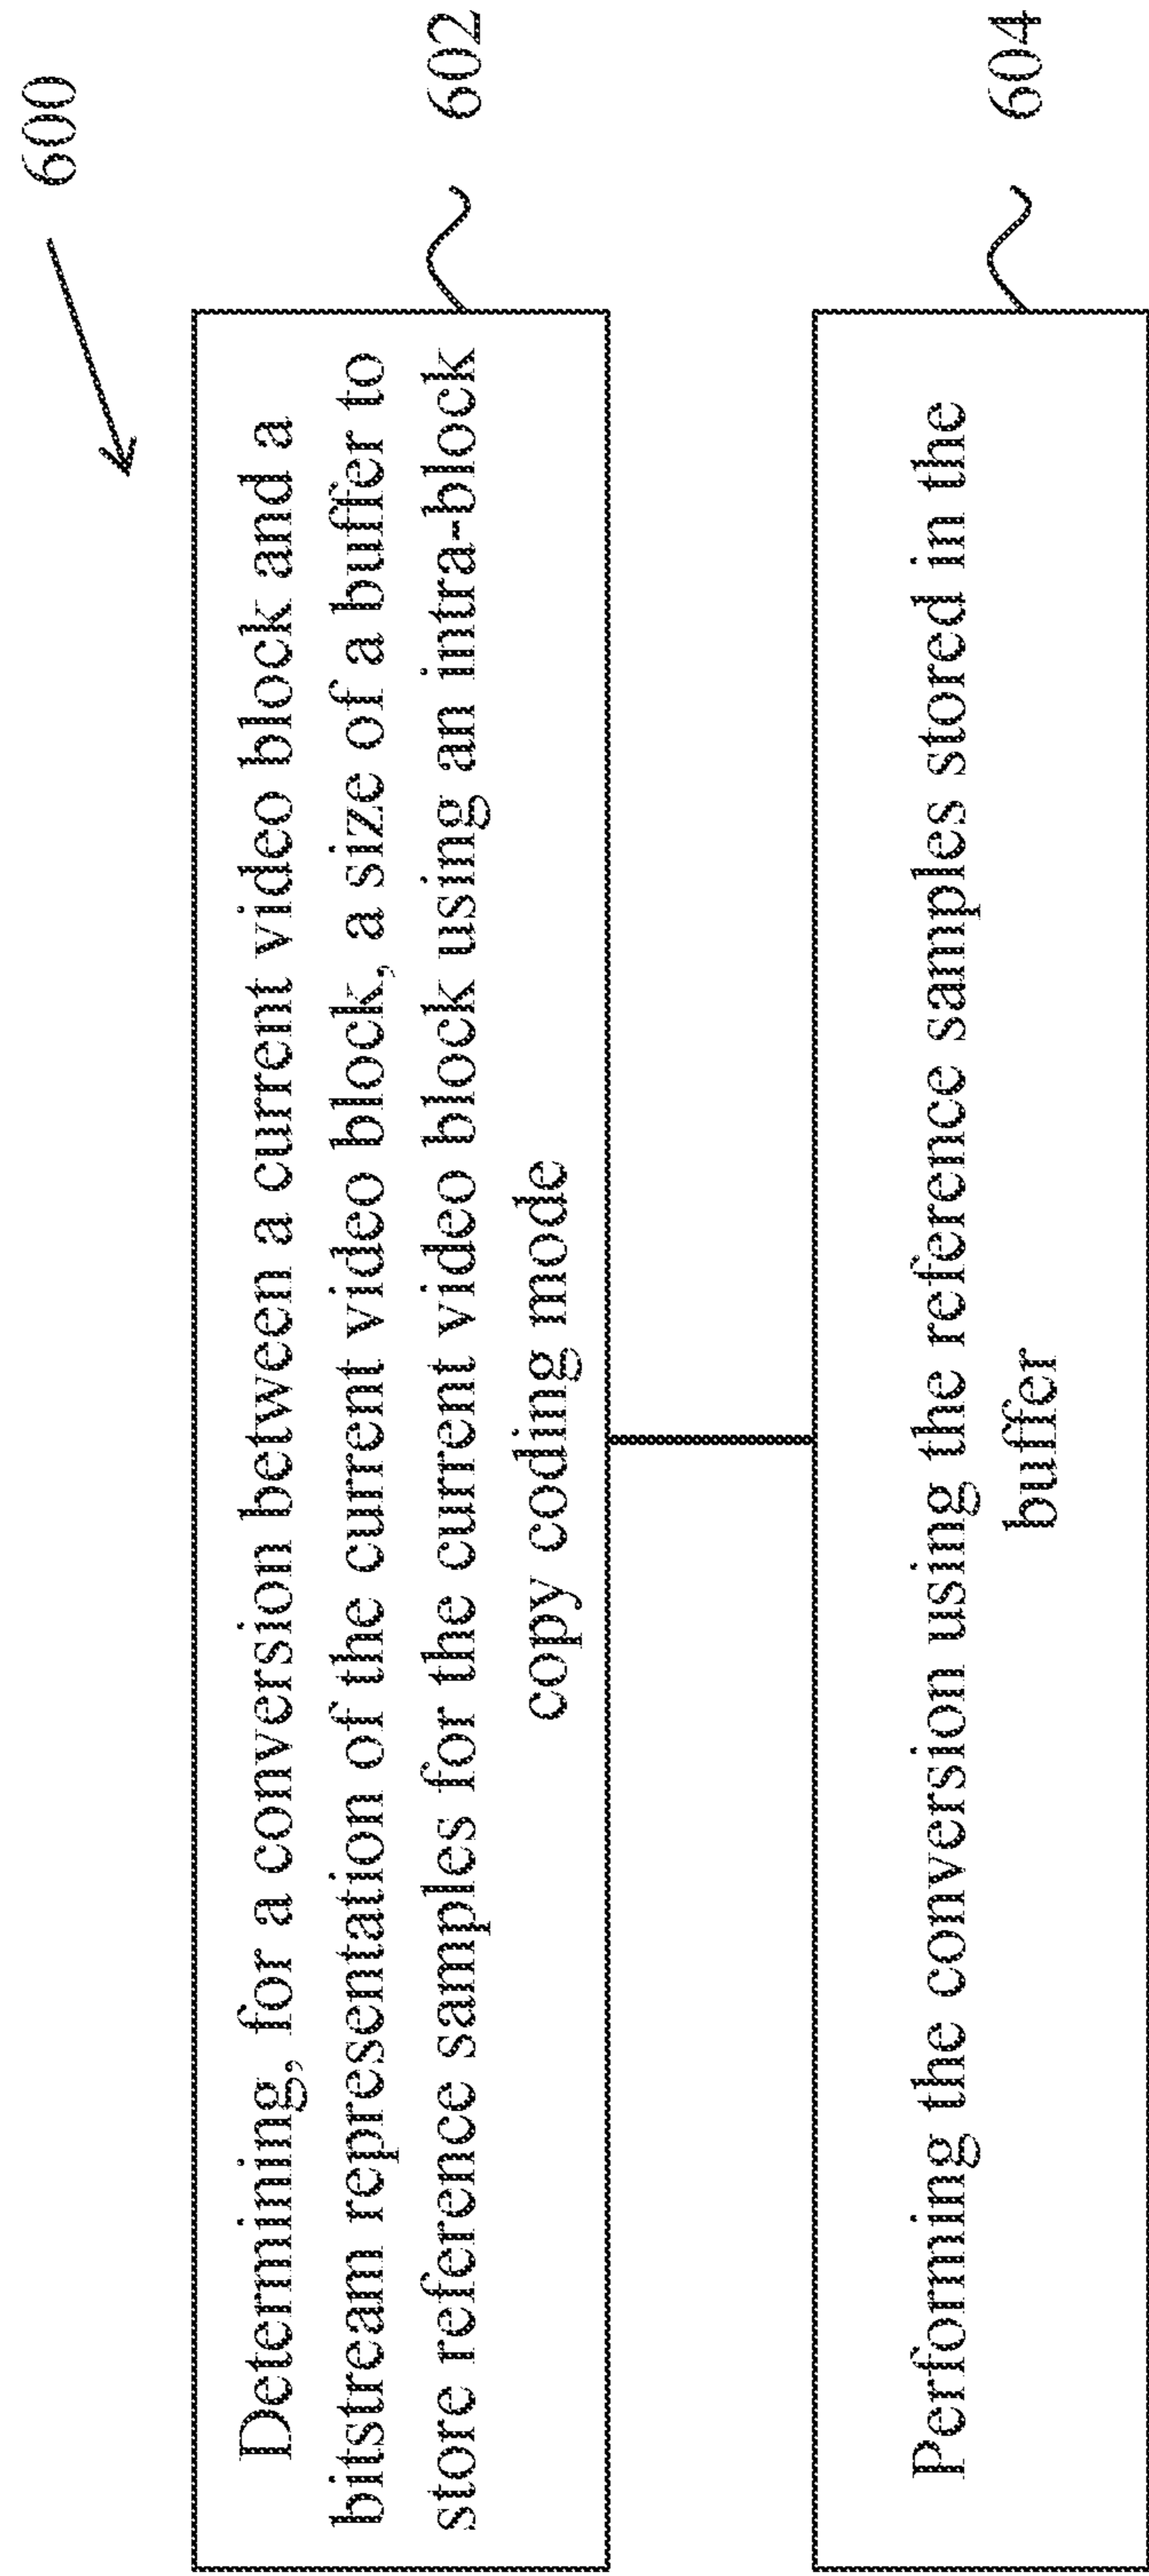 600
Determining, for a conversion between a current video block and a
bitstream representation of the current video block, a size of a buffer to
store reference samples for the current video block using an intra-block
copy coding mode
602
Performing the conversion using the reference samples stored in the
buffer
604